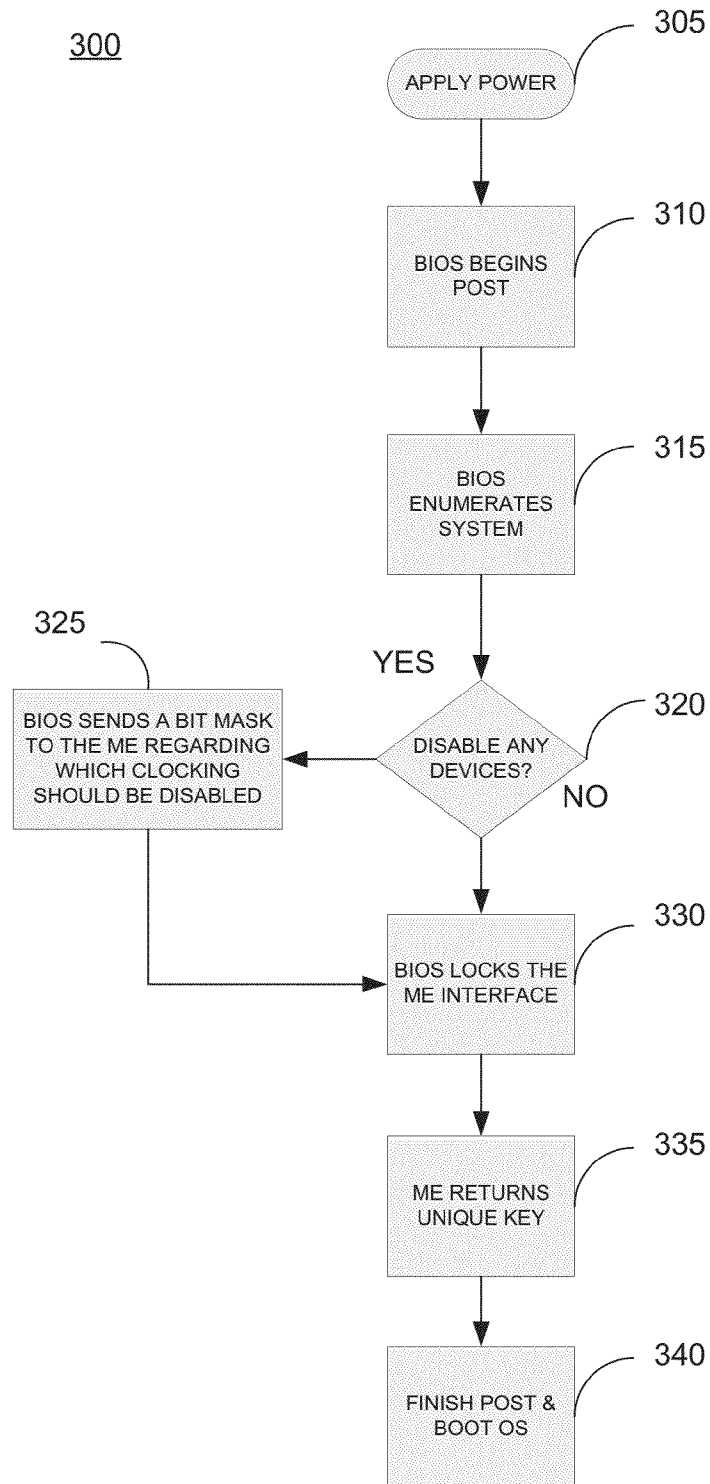 300
305
APPLY POWER
310
BIOS BEGINS
POST
315
BIOS
ENUMERATES
SYSTEM
325
YES
320
BIOS SENDS A BIT MASK
TO THE ME REGARDING
WHICH CLOCKING
SHOULD BE DISABLED
DISABLE ANY
DEVICES?
NO
330
BIOS LOCKS THE
ME INTERFACE
335
ME RETURNS
UNIQUE KEY
340
FINISH POST &
BOOT OS